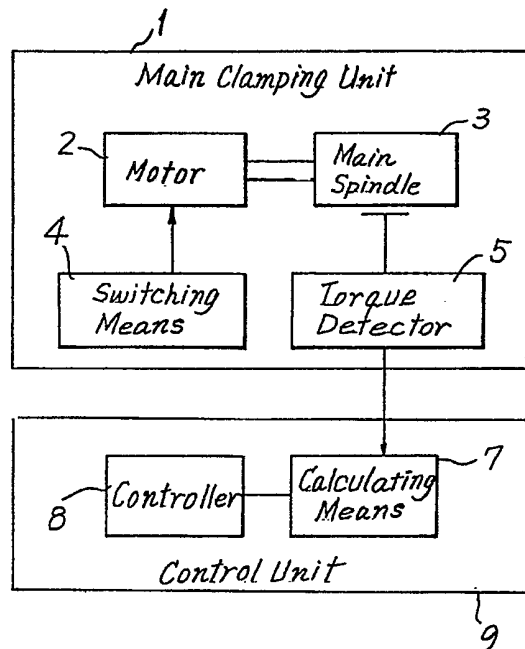 1
Main Clamping Unit
2
Motor
3
Main
Spindle
4
Switching
Means
5
Torque
Detector
7
Calculating
Means
8
Controller
Control Unit
9